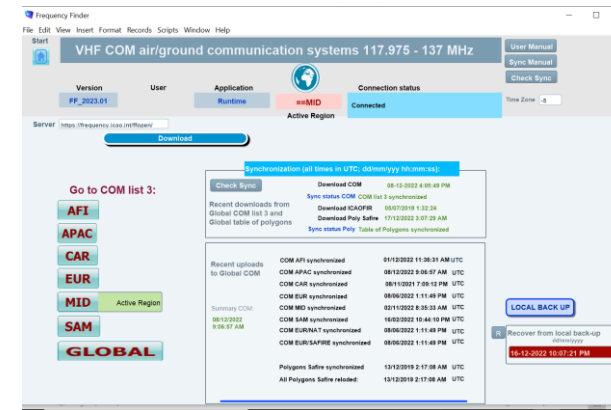 Frequency Finder
File Edit View Insert Format Records Scripts Window Help
Start
VHF COM air/ground communication systems 117.975 - 137 MHz
User Manual
Sync Manual
Check Sync
Version User Application Connection status
FF_2023.01 Runtime ==MID Connected
Time Zone
Active Region
Server https://frequency.icao.int/ffopen/
Download
Synchronization (all times in UTC; dd/mm/yyy hh:mm:ss):
Go to COM list 3:
Check Sync
Download COM 08-12-2022 4:00:49 PM
Sync status COM COM list 3 synchronized
Recent downloads from
Global COM list 3 and
Global table of polygons
Download ICAOFIR 05/07/2019 1:32:24
Download Poly Safire 17/12/2022 3:07:20 AM
Sync status Poly Table of Polygons synchronized
AFI
APAC
CAR
EUR
MID Active Region
SAM
GLOBAL
Recent uploads
to Global COM
Summary COM:
08/12/2022
9:06:57 AM
COM AFI synchronized 01/12/2022 11:36:31 AM UTC
COM APAC synchronized 08/12/2022 9:06:57 AM UTC
COM CAR synchronized 08/11/2021 7:09:12 PM UTC
COM EUR synchronized 08/06/2022 1:11:49 PM UTC
COM MID synchronized 02/11/2022 8:35:33 AM UTC
COM SAM synchronized 16/02/2022 10:44:10 PM UTC
COM EUR/NAT synchronized 08/06/2022 1:11:49 PM UTC
COM EUR/SAFIRE synchronized 08/06/2022 1:11:49 PM UTC
Polygons Safire synchronized 13/12/2019 2:17:08 AM UTC
All Polygons Safire reloded: 13/12/2019 2:17:08 AM UTC
LOCAL BACK UP
R Recover from local back-up
dd/mm/yyyy
16-12-2022 10:07:21 PM